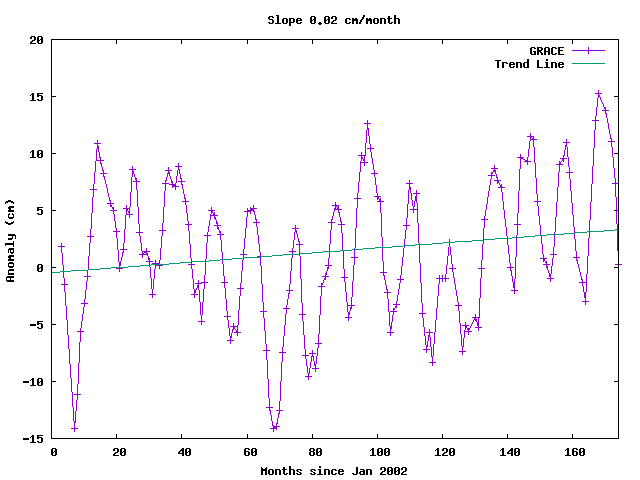 Slope 0.02 cm/month
GRACE
Trend Line
20
15
10
5
0
-5
-10
-15
Anomaly (cm)
0 20 40 60 80 100 120 140 160
Months since Jan 2002